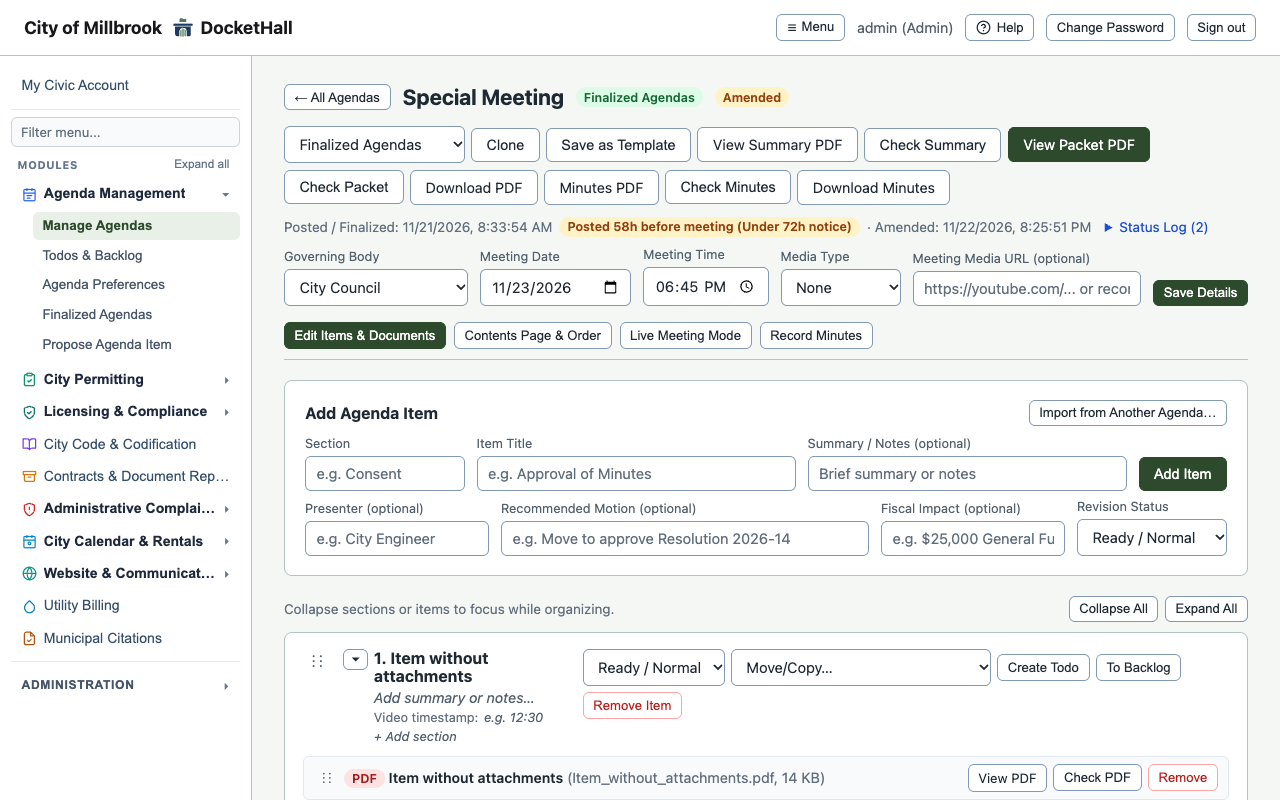 City of Millbrook DocketHall
≡ Menu admin (Admin) Help Change Password Sign out
My Civic Account
Filter menu...
MODULES Expand all
Agenda Management
Manage Agendas
Todos & Backlog
Agenda Preferences
Finalized Agendas
Propose Agenda Item
City Permitting
Licensing & Compliance
City Code & Codification
Contracts & Document Rep...
Administrative Complai...
City Calendar & Rentals
Website & Communicat...
Utility Billing
Municipal Citations
ADMINISTRATION
← All Agendas Special Meeting Finalized Agendas Amended
Finalized Agendas Clone Save as Template View Summary PDF Check Summary View Packet PDF
Check Packet Download PDF Minutes PDF Check Minutes Download Minutes
Posted / Finalized: 11/21/2026, 8:33:54 AM Posted 58h before meeting (Under 72h notice) · Amended: 11/22/2026, 8:25:51 PM ▶ Status Log (2)
Governing Body Meeting Date Meeting Time Media Type Meeting Media URL (optional)
City Council 11/23/2026 06:45 PM None https://youtube.com/... or recor Save Details
Edit Items & Documents Contents Page & Order Live Meeting Mode Record Minutes
Add Agenda Item Import from Another Agenda...
Section Item Title Summary / Notes (optional)
e.g. Consent e.g. Approval of Minutes Brief summary or notes Add Item
Presenter (optional) Recommended Motion (optional) Fiscal Impact (optional) Revision Status
e.g. City Engineer e.g. Move to approve Resolution 2026-14 e.g. $25,000 General Fu Ready / Normal
Collapse sections or items to focus while organizing. Collapse All Expand All
1. Item without attachments Ready / Normal Move/Copy... Create Todo To Backlog
Remove Item
Add summary or notes...
Video timestamp: e.g. 12:30
+ Add section
PDF Item without attachments (Item_without_attachments.pdf, 14 KB) View PDF Check PDF Remove